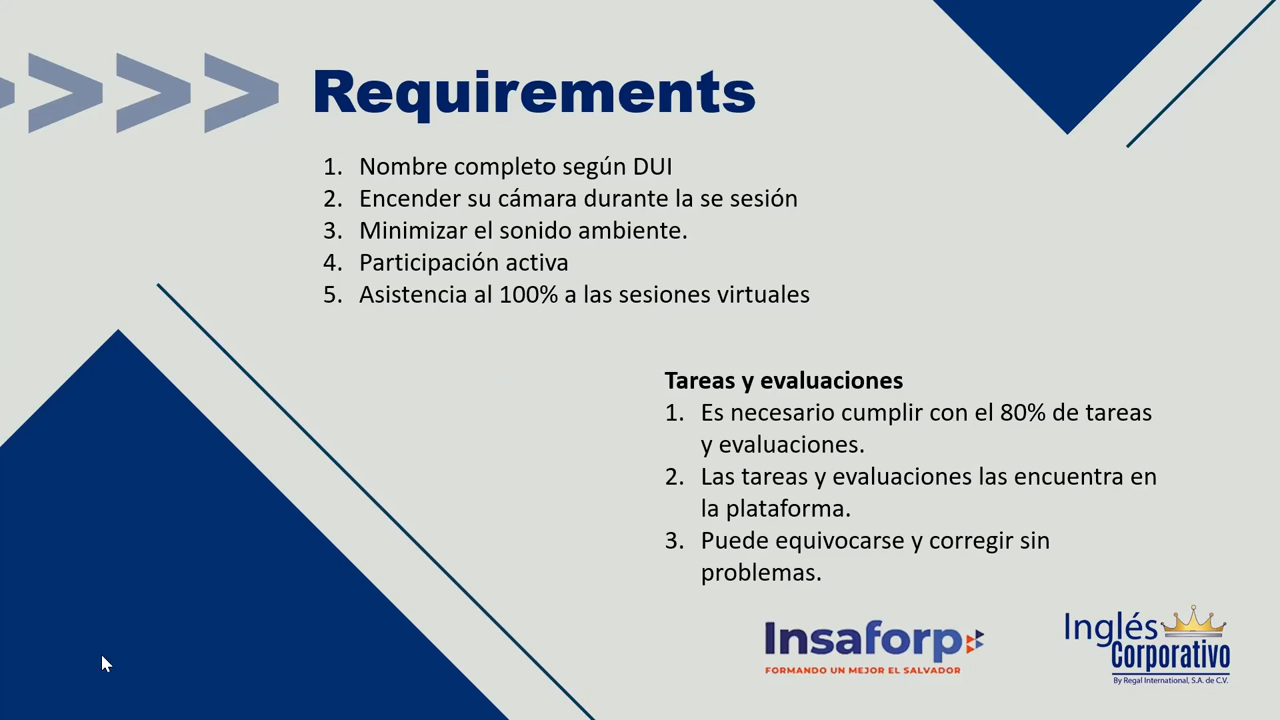 Requirements
1. Nombre completo según DUI
2. Encender su cámara durante la se sesión
3. Minimizar el sonido ambiente.
4. Participación activa
5. Asistencia al 100% a las sesiones virtuales
Tareas y evaluaciones
1. Es necesario cumplir con el 80% de tareas
y evaluaciones.
2. Las tareas y evaluaciones las encuentra en
la plataforma.
3. Puede equivocarse y corregir sin
problemas.
Insaforp
FORMANDO UN MEJOR EL SALVADOR
Inglés
Corporativo
By Regal International, S.A. de C.V.